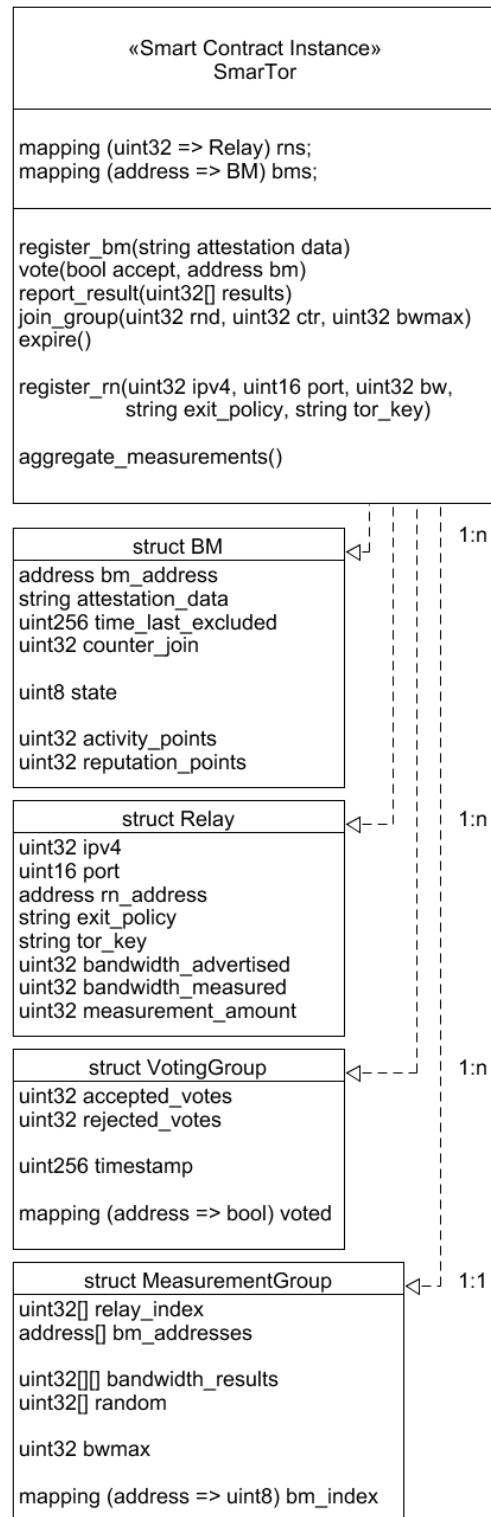 «Smart Contract Instance»
SmarTor
mapping (uint32 => Relay) rns;
mapping (address => BM) bms;
register_bm(string attestation data)
vote(bool accept, address bm)
report_result(uint32[] results)
join_group(uint32 rnd, uint32 ctr, uint32 bwmax)
expire()
register_rn(uint32 ipv4, uint16 port, uint32 bw,
string exit_policy, string tor_key)
aggregate_measurements()
1:n
struct BM
address bm_address
string attestation_data
uint256 time_last_excluded
uint32 counter_join
uint8 state
uint32 activity_points
uint32 reputation_points
struct Relay
1:n
uint32 ipv4
uint16 port
address rn_address
string exit_policy
string tor_key
uint32 bandwidth_advertised
uint32 bandwidth_measured
uint32 measurement_amount
struct VotingGroup
1:n
uint32 accepted_votes
uint32 rejected_votes
uint256 timestamp
mapping (address => bool) voted
struct MeasurementGroup
1:1
uint32[] relay_index
address[] bm_addresses
uint32[][] bandwidth_results
uint32[] random
uint32 bwmax
mapping (address => uint8) bm_index